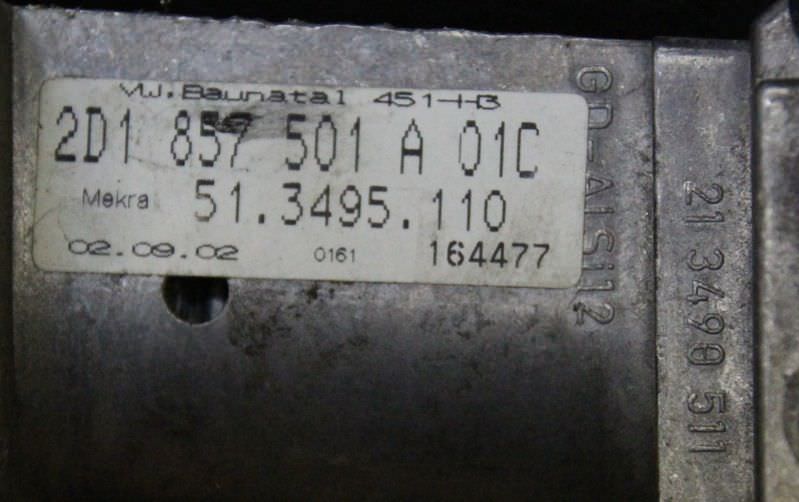 VW.Baunatal 451-HB
2D1 857 501 A 01C
Mekra 51.3495.110
02.09.02 0161 164477
GD-AlSi12
21 3490 511